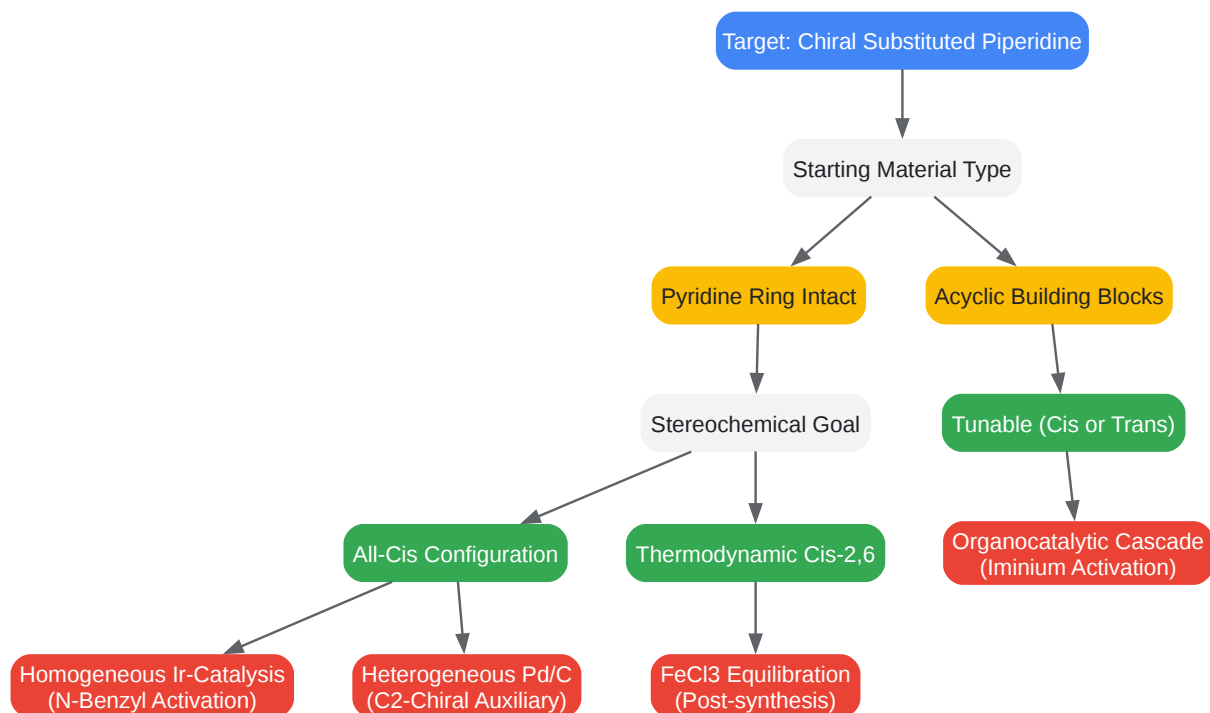 Target: Chiral Substituted Piperidine
Starting Material Type
Pyridine Ring Intact
Acyclic Building Blocks
Stereochemical Goal
Tunable (Cis or Trans)
All-Cis Configuration
Thermodynamic Cis-2,6
Organocatalytic Cascade
(Iminium Activation)
Homogeneous Ir-Catalysis
(N-Benzyl Activation)
Heterogeneous Pd/C
(C2-Chiral Auxiliary)
FeCl3 Equilibration
(Post-synthesis)